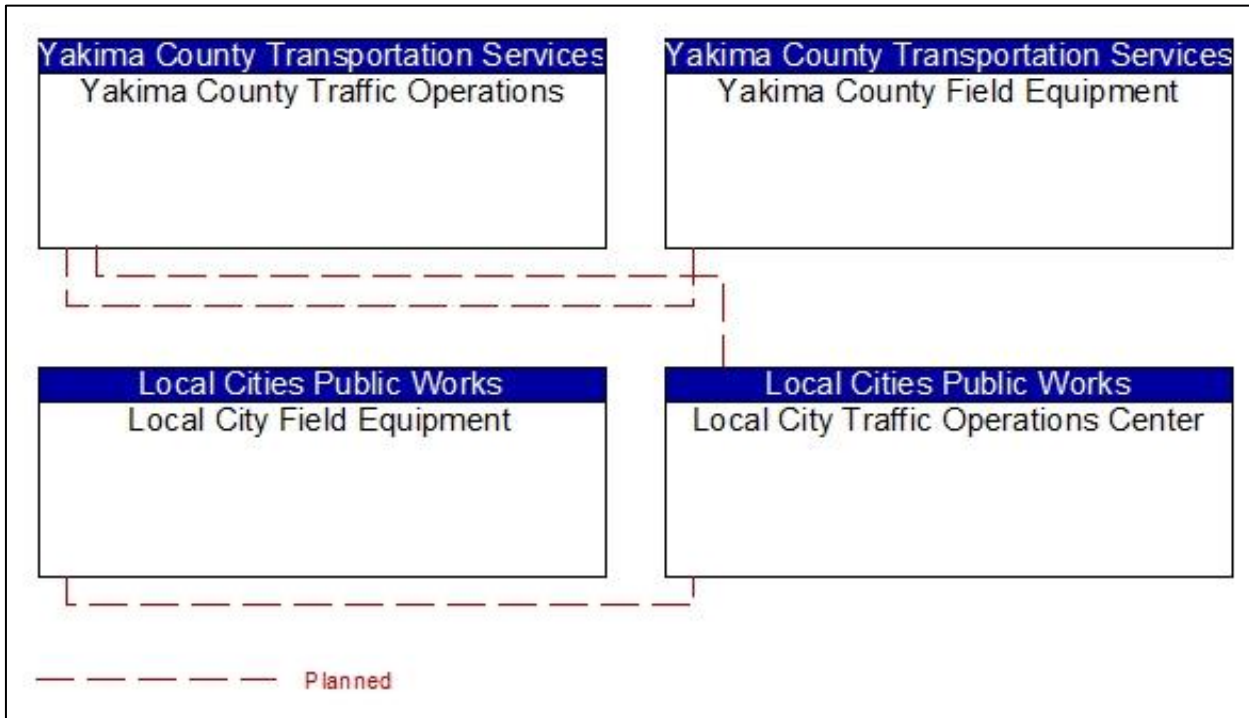 Yakima County Transportation Services
Yakima County Traffic Operations
Yakima County Transportation Services
Yakima County Field Equipment
Local Cities Public Works
Local City Field Equipment
Local Cities Public Works
Local City Traffic Operations Center
Planned